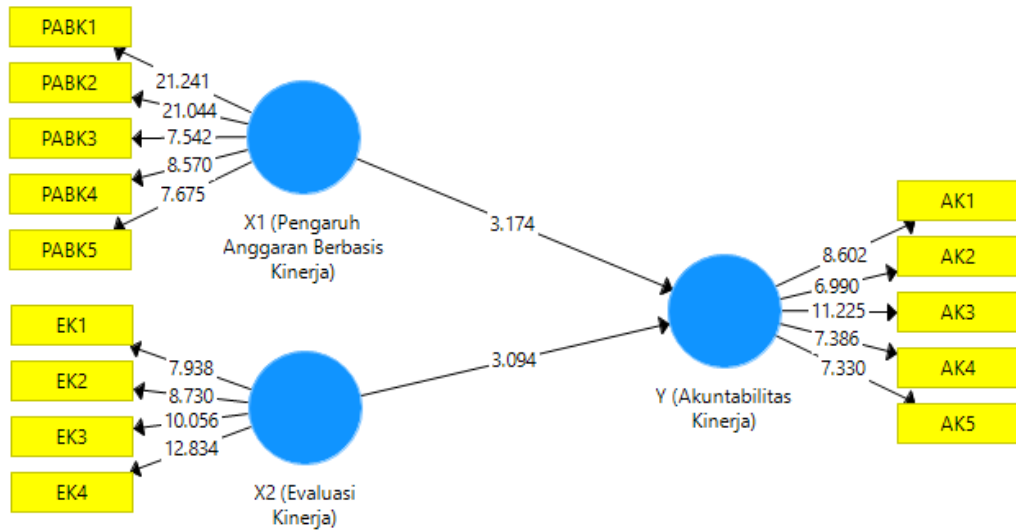 PABK1
PABK2
PABK3
PABK4
PABK5
21.241
21.044
7.542
8.570
7.675
X1 (Pengaruh
Anggaran Berbasis
Kinerja)
3.174
EK1
EK2
EK3
EK4
7.938
8.730
10.056
12.834
X2 (Evaluasi
Kinerja)
3.094
Y (Akuntabilitas
Kinerja)
8.602
6.990
11.225
7.386
7.330
AK1
AK2
AK3
AK4
AK5